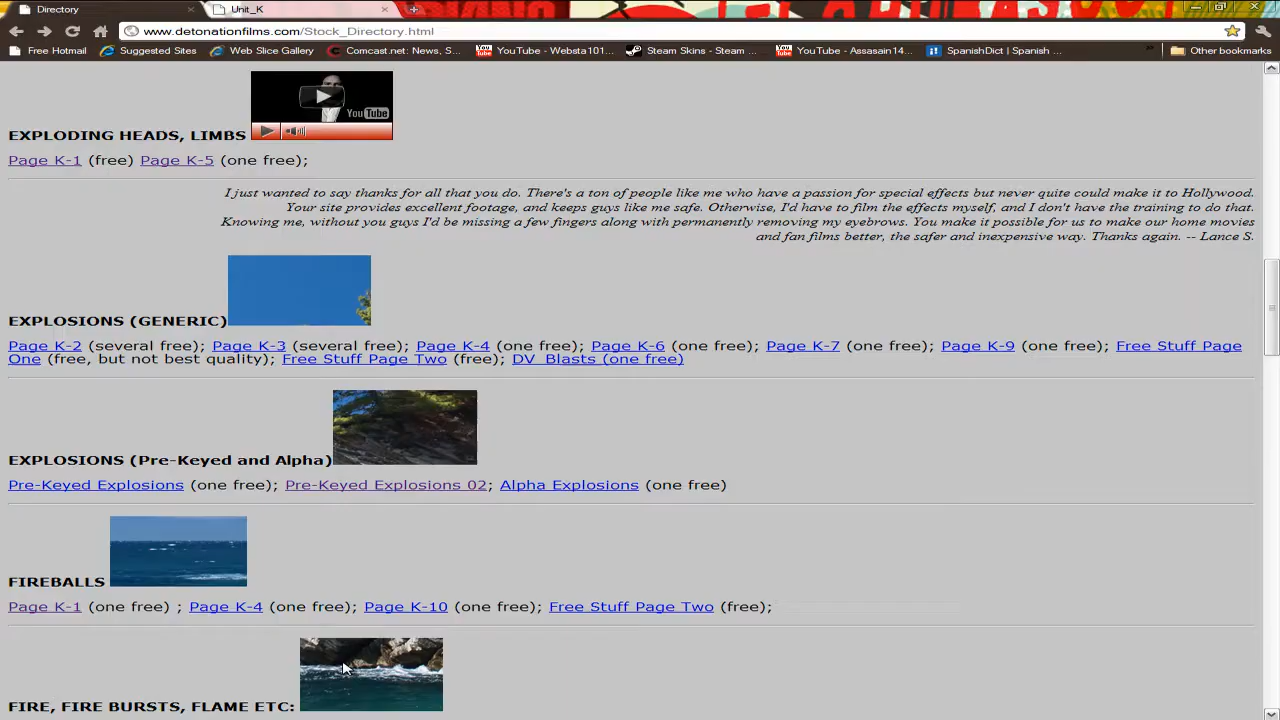 Directory × Unit_K ×
www.detonationfilms.com/Stock_Directory.html
Free Hotmail Suggested Sites Web Slice Gallery Comcast.net: News, S... YouTube - Websta101... Steam Skins - Steam ... YouTube - Assasain14... SpanishDict | Spanish ... » Other bookmarks
YouTube
EXPLODING HEADS, LIMBS
Page K-1 (free) Page K-5 (one free);
I just wanted to say thanks for all that you do. There's a ton of people like me who have a passion for special effects but never quite could make it to Hollywood.
Your site provides excellent footage, and keeps guys like me safe. Otherwise, I'd have to film the effects myself, and I don't have the training to do that.
Knowing me, without you guys I'd be missing a few fingers along with permanently removing my eyebrows. You make it possible for us to make our home movies
and fan films better, the safer and inexpensive way. Thanks again. -- Lance S.
EXPLOSIONS (GENERIC)
Page K-2 (several free); Page K-3 (several free); Page K-4 (one free); Page K-6 (one free); Page K-7 (one free); Page K-9 (one free); Free Stuff Page
One (free, but not best quality); Free Stuff Page Two (free); DV_Blasts (one free)
EXPLOSIONS (Pre-Keyed and Alpha)
Pre-Keyed Explosions (one free); Pre-Keyed Explosions 02; Alpha Explosions (one free)
FIREBALLS
Page K-1 (one free) ; Page K-4 (one free); Page K-10 (one free); Free Stuff Page Two (free);
FIRE, FIRE BURSTS, FLAME ETC: